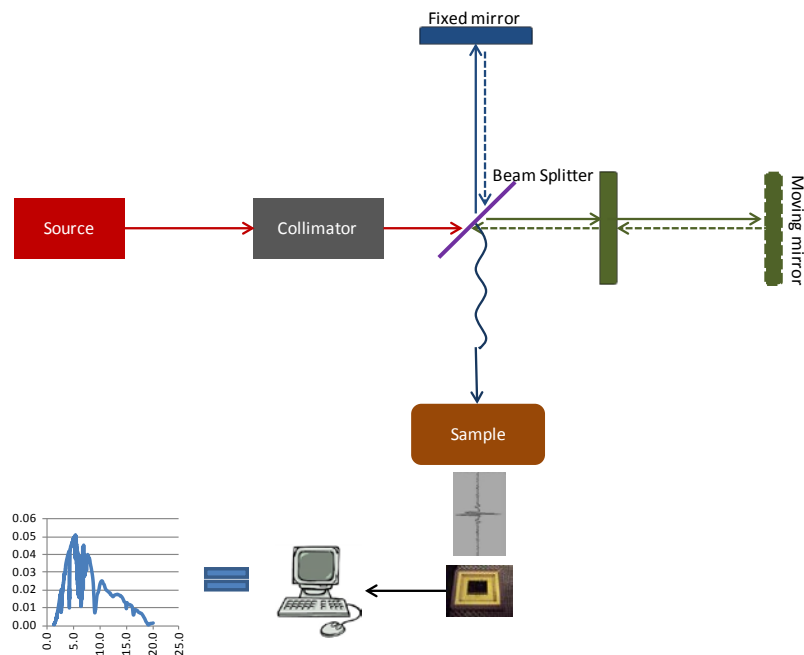 Fixed mirror
Beam Splitter
Moving mirror
Source
Collimator
Sample
0.06
0.05
0.04
0.03
0.02
0.01
0.00
0.0
5.0
10.0
15.0
20.0
25.0